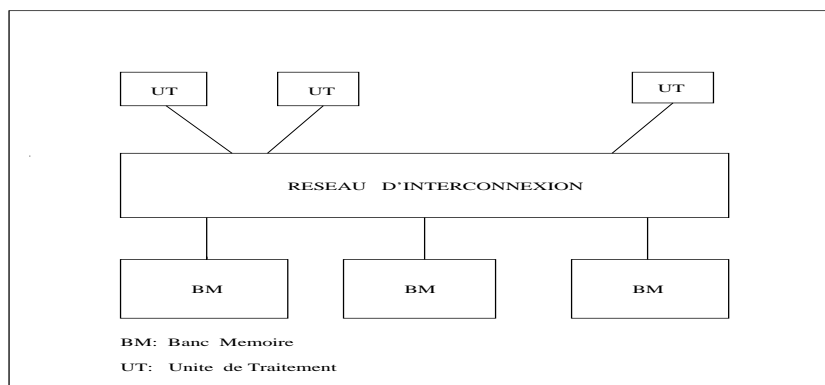 UT UT UT
RESEAU D'INTERCONNEXION
BM BM BM
BM: Banc Memoire
UT: Unite de Traitement